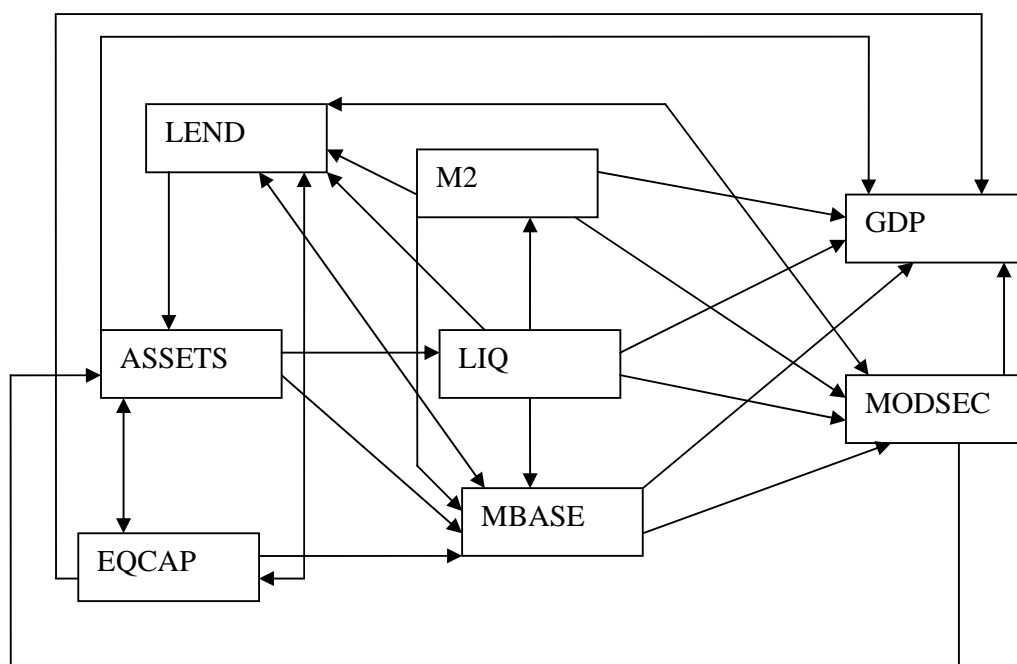 LEND
M2
GDP
ASSETS
LIQ
MODSEC
MBASE
EQCAP